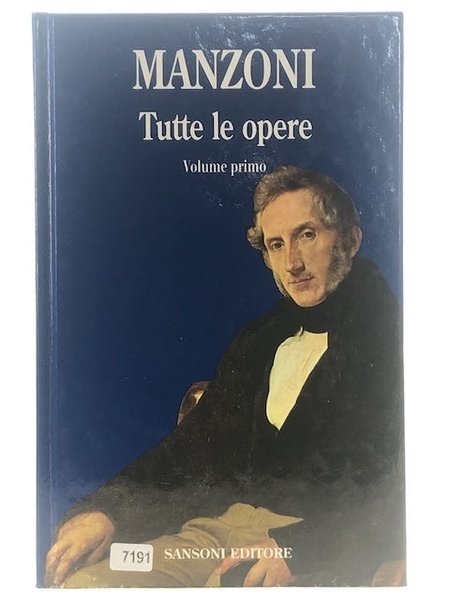 MANZONI
Tutte le opere
Volume primo
7191
SANSONI EDITORE